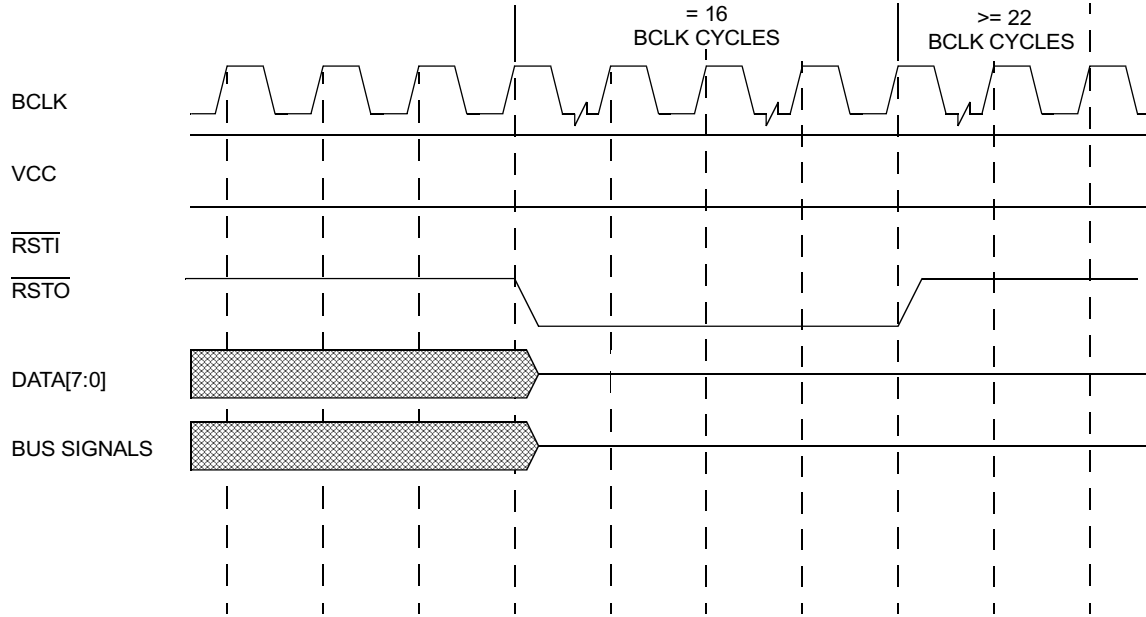 = 16
BCLK CYCLES
>= 22
BCLK CYCLES
BCLK
VCC
RSTI
RSTO
DATA[7:0]
BUS SIGNALS